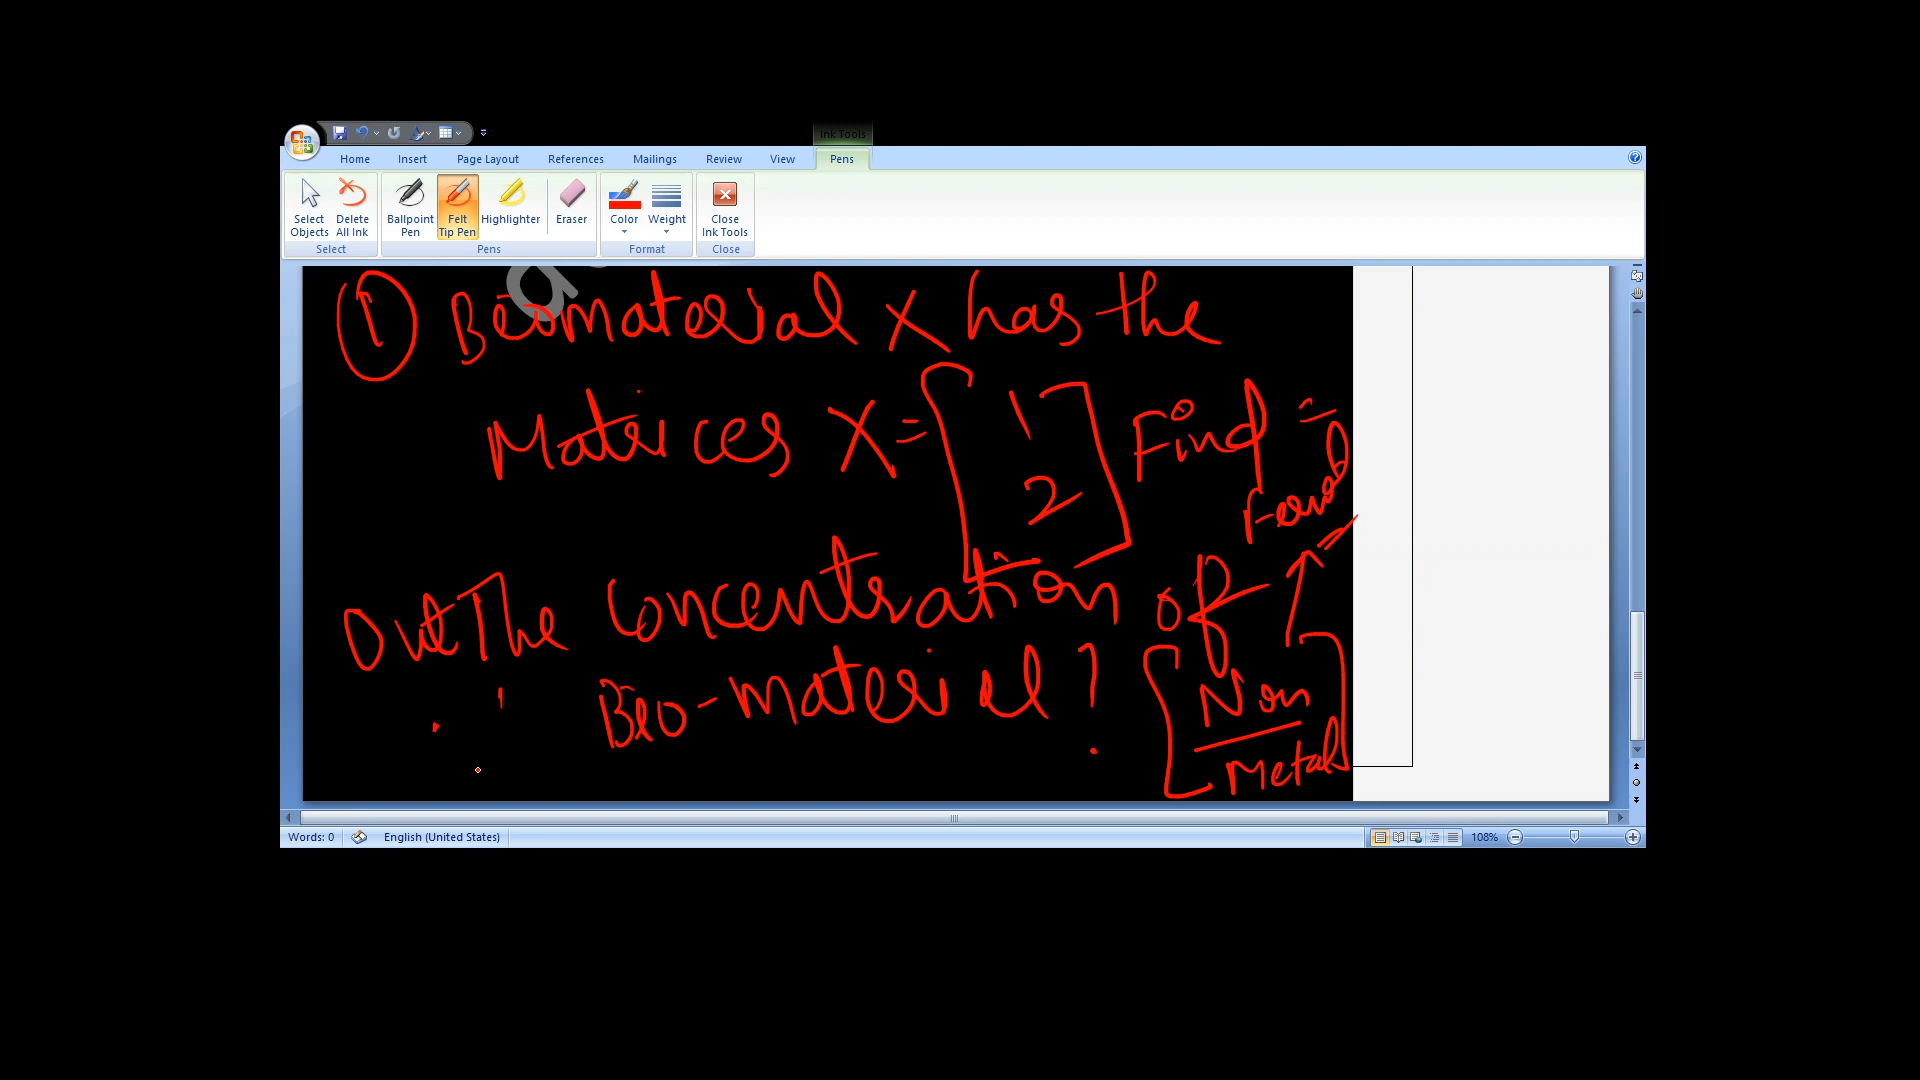 Ink Tools
Home Insert Page Layout References Mailings Review View Pens
Select Objects Delete All Ink Ballpoint Pen Felt Tip Pen Highlighter Eraser Color Weight Close Ink Tools
Select Pens Format Close
① Biomaterial X has the
Matrices X = [1 2] Find
Out The Concentration of
Bio-material?
[Non Metal]
Words: 0 English (United States) 108%